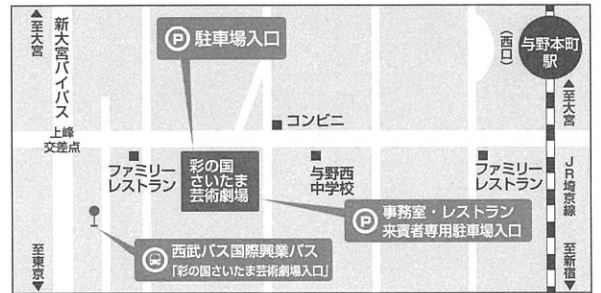 ▲至大宮
新大宮バイパス
P 駐車場入口
(西口)
与野本町
駅
▲至大宮
コンビニ
上峰
交差点
ファミリー
レストラン
彩の国
さいたま
芸術劇場
与野西
中学校
ファミリー
レストラン
JR埼京線
P 事務室・レストラン
来賓者専用駐車場入口
西武バス国際興業バス
「彩の国さいたま芸術劇場入口」
至東京▼
至新宿▼